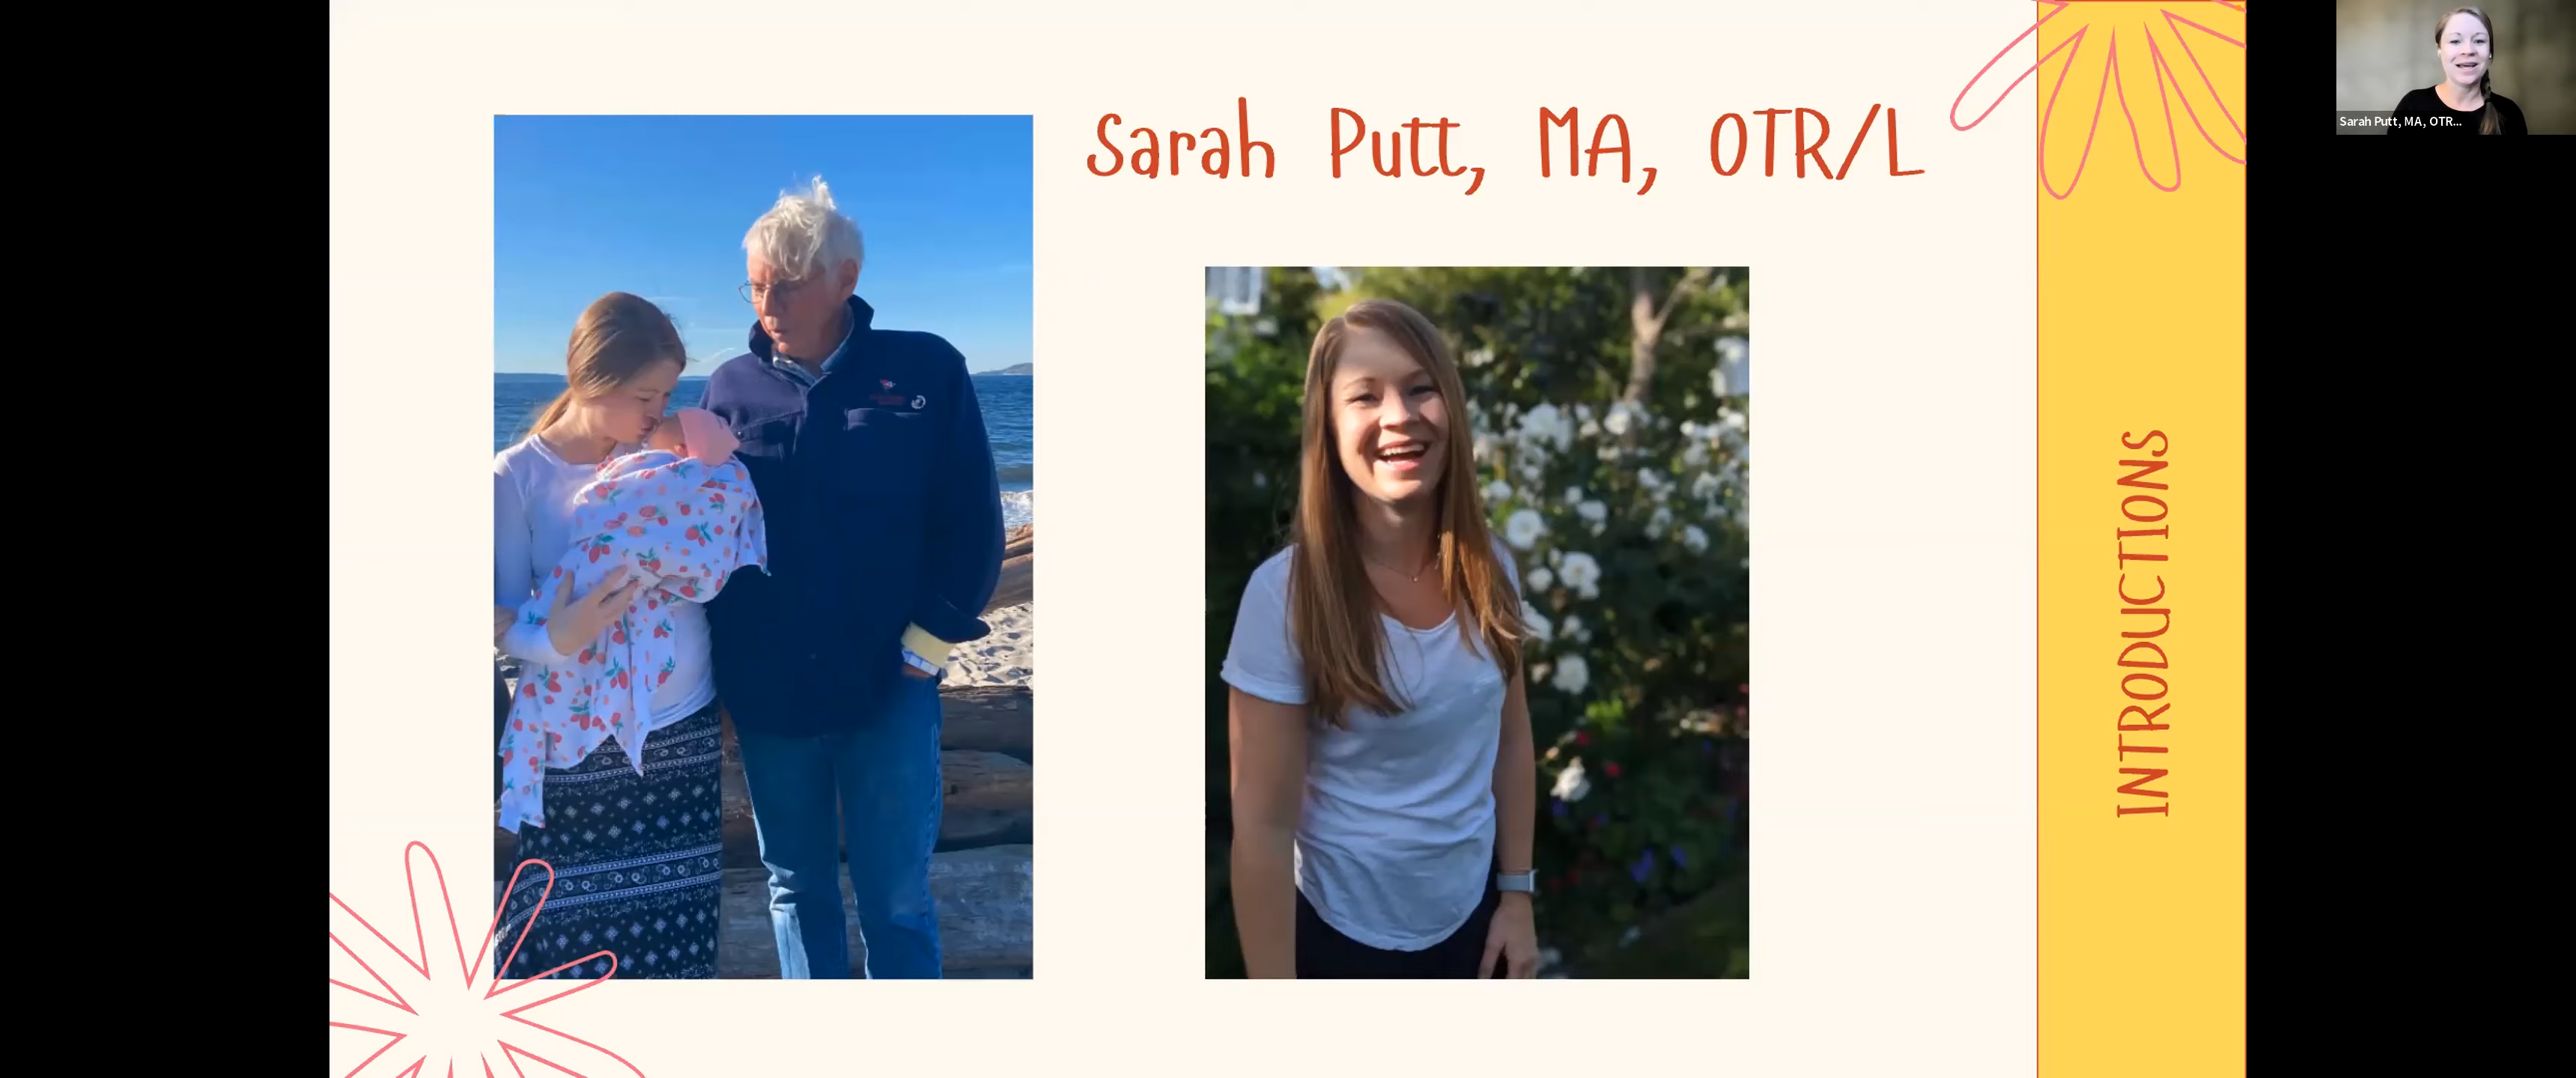 Sarah Putt, MA, OTR/L
INTRODUCTIONS
Sarah Putt, MA, OTR...